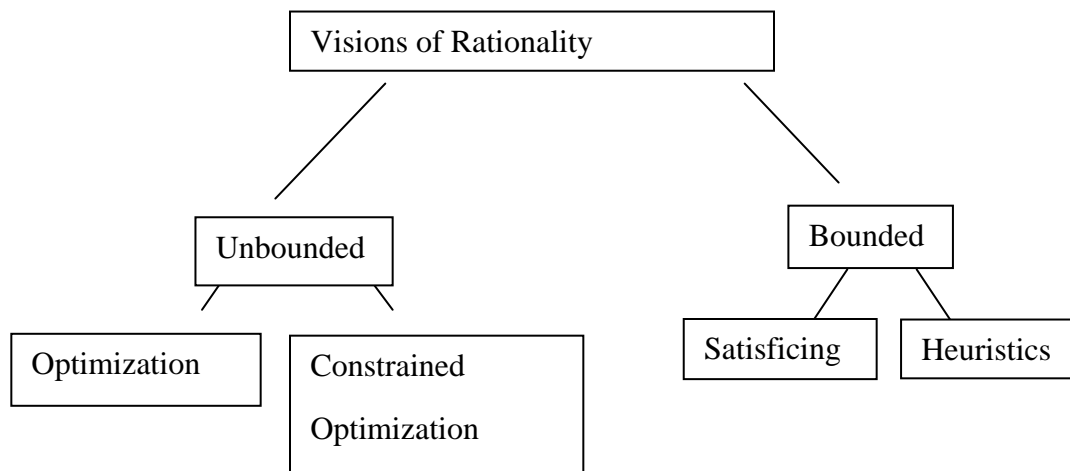 Visions of Rationality
Unbounded
Bounded
Optimization
Constrained
Optimization
Satisficing
Heuristics